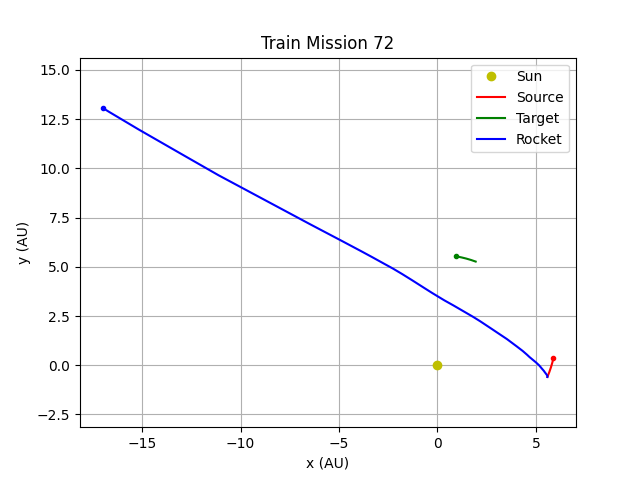 Train Mission 72
Sun
Source
Target
Rocket
15.0
12.5
10.0
7.5
5.0
2.5
0.0
−2.5
y (AU)
−15
−10
−5
0
5
x (AU)